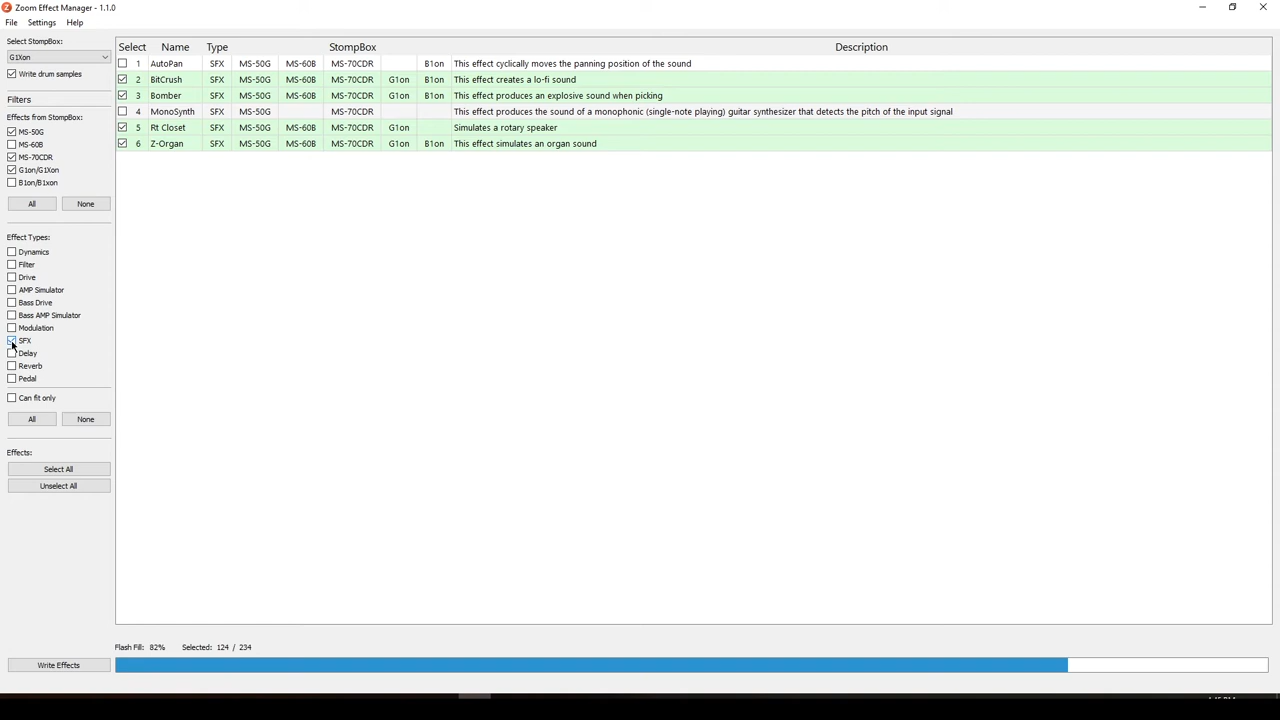 Zoom Effect Manager - 1.1.0
File Settings Help
Select StompBox:
G1Xon
Write drum samples
Filters
Effects from StompBox:
MS-50G
MS-60B
MS-70CDR
G1on/G1Xon
B1on/B1xon
All None
Effect Types:
Dynamics
Filter
Drive
AMP Simulator
Bass Drive
Bass AMP Simulator
Modulation
SFX
Delay
Reverb
Pedal
Can fit only
All None
Effects:
Select All
Unselect All
Select Name Type StompBox Description
1 AutoPan SFX MS-50G MS-60B MS-70CDR B1on This effect cyclically moves the panning position of the sound
2 BitCrush SFX MS-50G MS-60B MS-70CDR G1on B1on This effect creates a lo-fi sound
3 Bomber SFX MS-50G MS-60B MS-70CDR G1on B1on This effect produces an explosive sound when picking
4 MonoSynth SFX MS-50G MS-70CDR This effect produces the sound of a monophonic (single-note playing) guitar synthesizer that detects the pitch of the input signal
5 Rt Closet SFX MS-50G MS-60B MS-70CDR G1on Simulates a rotary speaker
6 Z-Organ SFX MS-50G MS-60B MS-70CDR G1on B1on This effect simulates an organ sound
Flash Fill: 82% Selected: 124 / 234
Write Effects